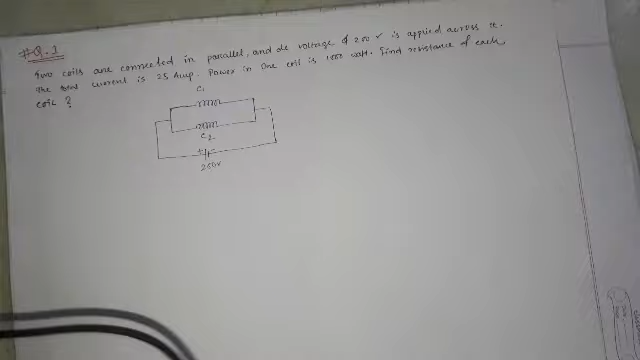 #Q.1
Two coils are connected in parallel, and dc voltage of 200 v is applied across it.
The total current is 25 Amp. Power in One coil is 1000 watt. Find resistance of each
coil ?
C1
C2
+ -
200V